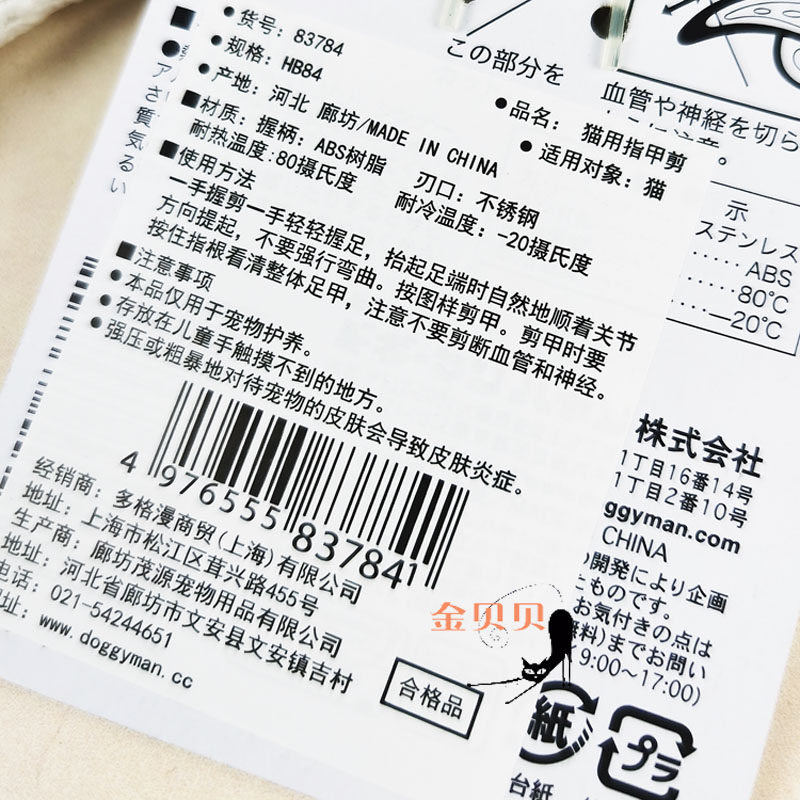 この部分を
血管や神経を切ら
●货号: 83784
●规格: HB84
●产地: 河北 廊坊/MADE IN CHINA
●品名: 猫用指甲剪
●适用对象: 猫
■材质: 握柄: ABS树脂 刃口: 不锈钢
耐热温度:80摄氏度 耐冷温度: -20摄氏度
■使用方法
一手握剪一手轻轻握足, 抬起足端时自然地顺着关节
方向提起, 不要强行弯曲。按图样剪甲。剪甲时要
按住指根看清整体足甲, 注意不要剪断血管和神经。
■注意事项
●本品仅用于宠物护养。
●存放在儿童手触摸不到的地方。
●强压或粗暴地对待宠物的皮肤会导致皮肤炎症。
4 976555 837841
经销商: 多格漫商贸(上海)有限公司
地址: 上海市松江区茸兴路455号
生产商: 廊坊茂源宠物用品有限公司
地址: 河北省廊坊市文安县文安镇吉村
电话: 021-54244651
址: www. doggyman. cc
合格品
示
ステンレス
ABS
80℃
—20℃
株式会社
1丁目16番14号
1丁目2番10号
ggyman.com
CHINA
の開発により企画
たものです。
お気付きの点は
料)までお問い
9:00~17:00)
金贝贝
紙
プラ
台紙